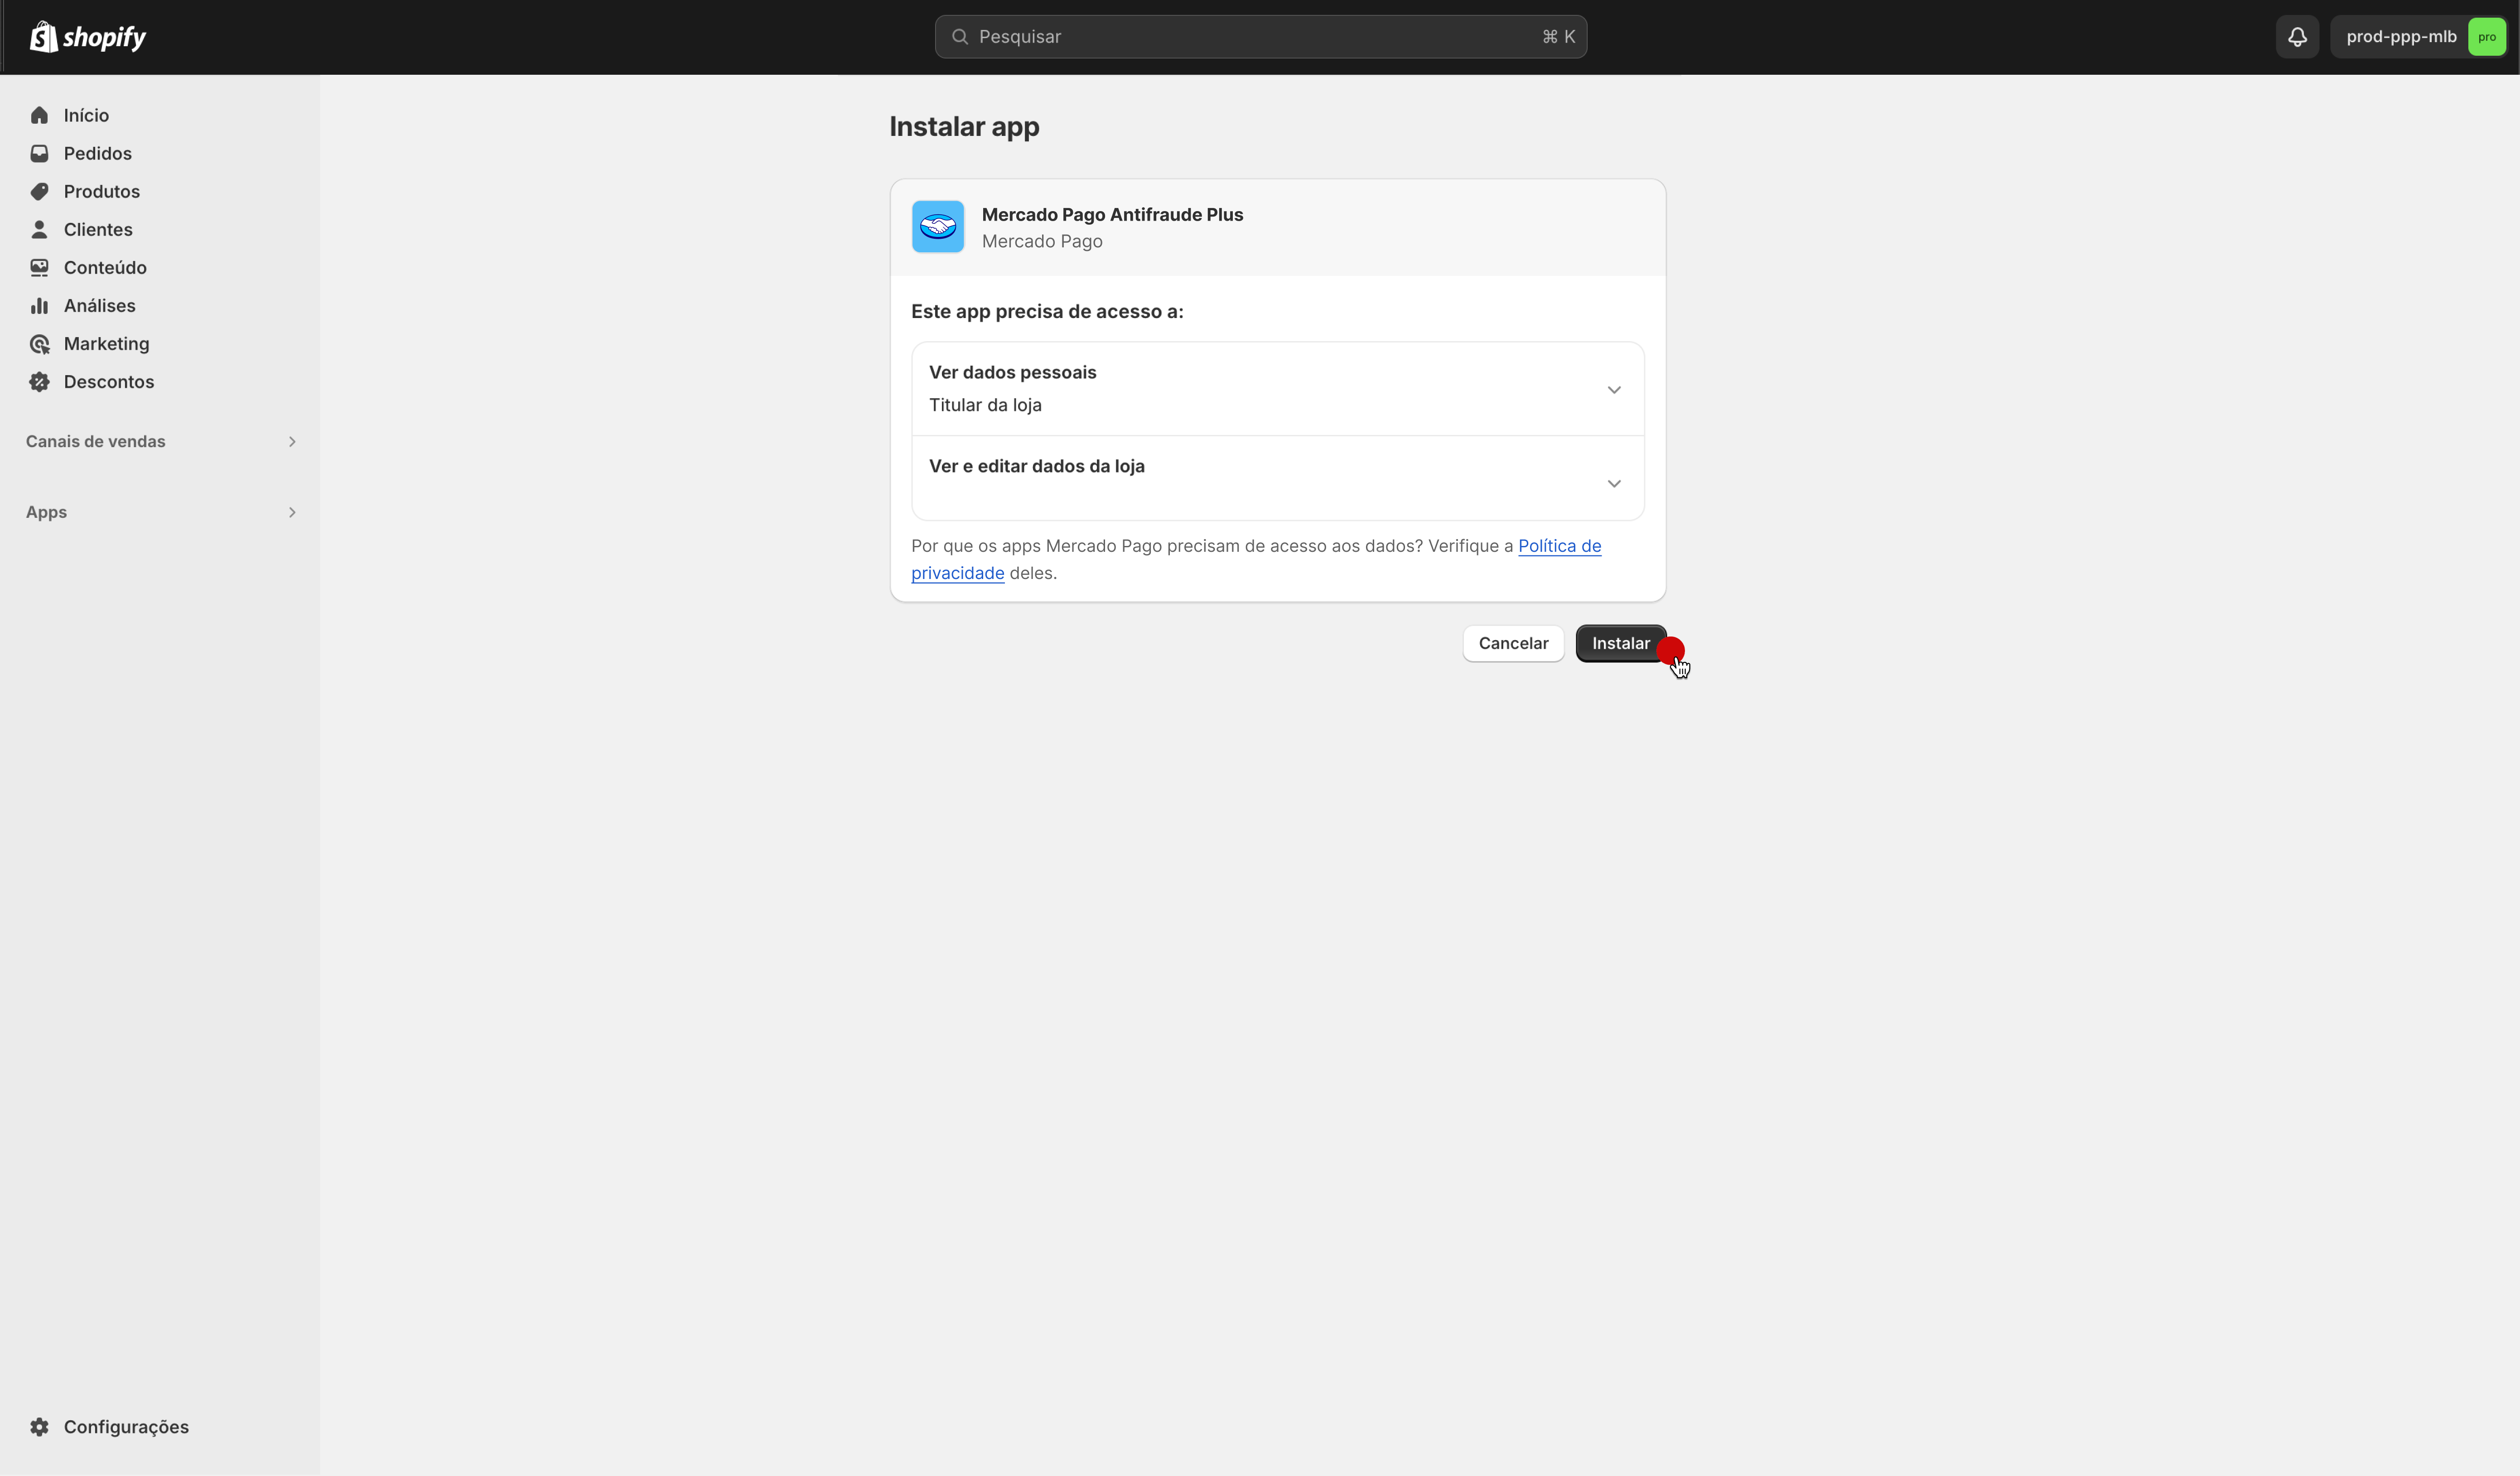 shopify
Pesquisar ⌘ K
prod-ppp-mlb
pro
Início
Pedidos
Produtos
Clientes
Conteúdo
Análises
Marketing
Descontos
Canais de vendas
Apps
Configurações
Instalar app
Mercado Pago Antifraude Plus
Mercado Pago
Este app precisa de acesso a:
Ver dados pessoais
Titular da loja
Ver e editar dados da loja
Por que os apps Mercado Pago precisam de acesso aos dados? Verifique a Política de
privacidade deles.
Cancelar
Instalar